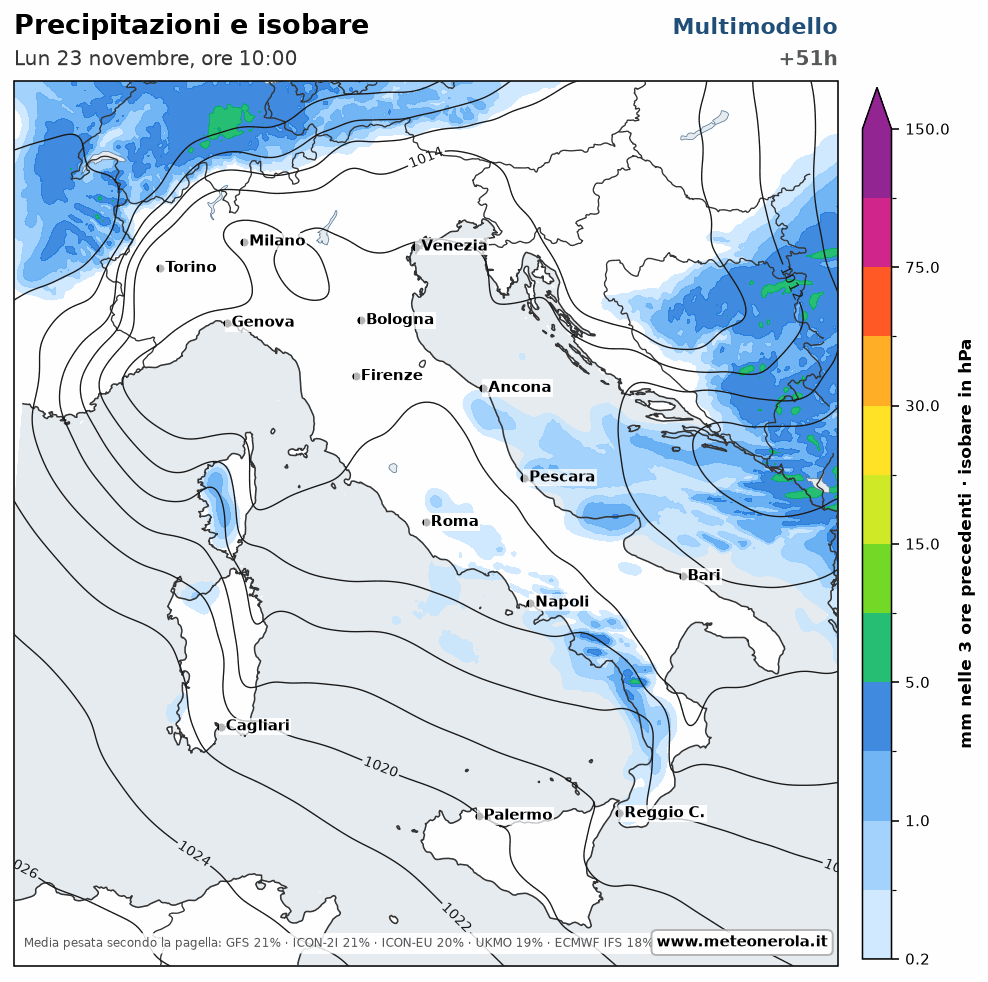 Precipitazioni e isobare
Multimodello
Lun 23 novembre, ore 10:00
+51h
1014
Milano
Venezia
Torino
Genova
Bologna
Firenze
Ancona
Pescara
Roma
Bari
Napoli
Cagliari
1020
Palermo
Reggio C.
1024
026
1022
10
150.0
75.0
30.0
15.0
5.0
1.0
0.2
mm nelle 3 ore precedenti · isobare in hPa
Media pesata secondo la pagella: GFS 21% · ICON-2I 21% · ICON-EU 20% · UKMO 19% · ECMWF IFS 18%
www.meteonerola.it